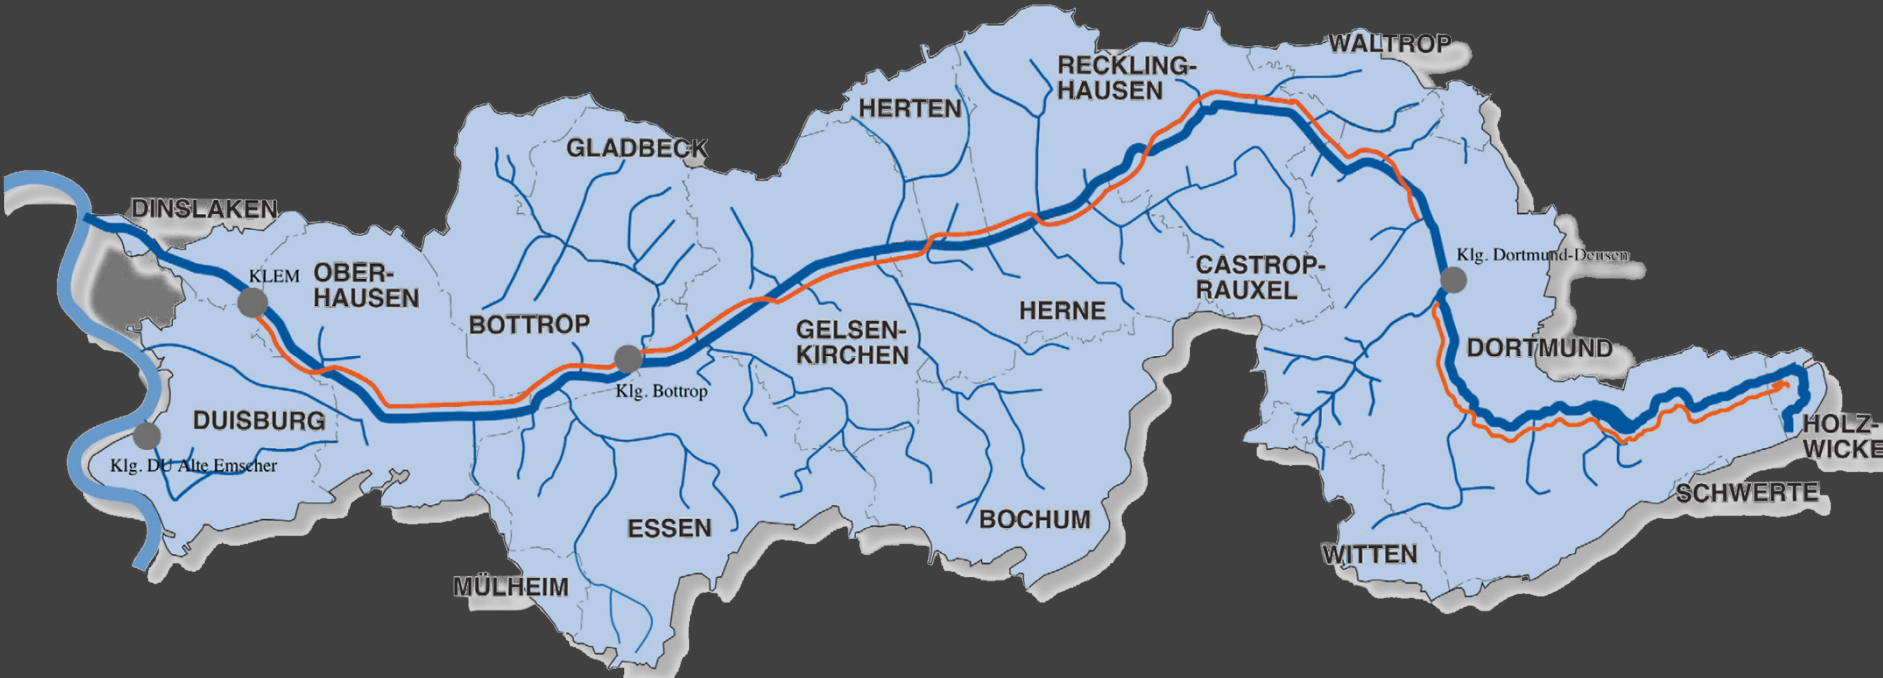 WALTROP
RECKLING-
HAUSEN
HERTEN
GLADBECK
DINSLAKEN
KLEM
OBER-
HAUSEN
Klg. Dortmund-Deusen
CASTROP-
RAUXEL
HERNE
BOTTROP
GELSEN-
KIRCHEN
DORTMUND
Klg. Bottrop
DUISBURG
HOLZ-
WICKE
Klg. DU Alte Emscher
SCHWERTE
BOCHUM
ESSEN
WITTEN
MÜLHEIM